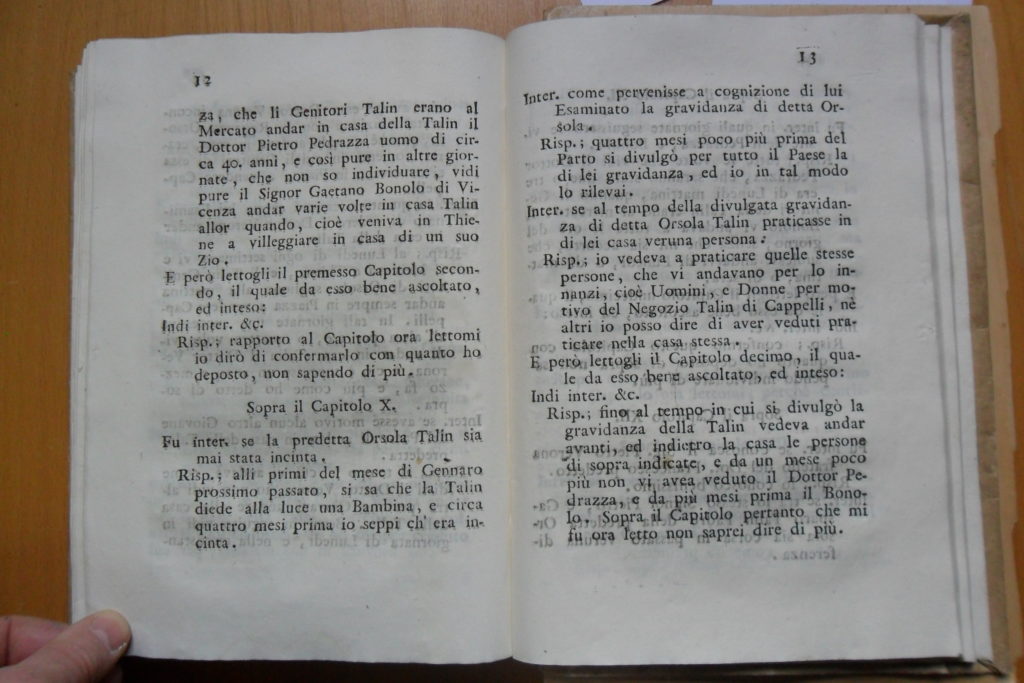 12
za, che li Genitori Talin erano al
Mercato andar in casa della Talin il
Dottor Pietro Pedrazza uomo di cir-
ca 40. anni, e così pure in altre gior-
nate, che non so individuare, vidi
pure il Signor Gaetano Bonolo di Vi-
cenza andar varie volte in casa Talin
allor quando, cioè veniva in Thie-
ne a villeggiare in casa di un suo
Zio.
E però lettogli il premesso Capitolo secon-
do, il quale da esso bene ascoltato,
ed inteso:
Indi inter. &c.
Risp.; rapporto al Capitolo ora lettomi
io dirò di confermarlo con quanto ho
deposto, non sapendo di più.
Sopra il Capitolo X.
Fu inter. se la predetta Orsola Talin sia
mai stata incinta.
Risp.; alli primi del mese di Gennaro
prossimo passato, si sa che la Talin
diede alla luce una Bambina, e circa
quattro mesi prima io seppi ch' era in-
cinta.
13
Inter. come pervenisse a cognizione di lui
Esaminato la gravidanza di detta Or-
sola.
Risp.; quattro mesi poco più prima del
Parto si divulgò per tutto il Paese la
di lei gravidanza, ed io in tal modo
lo rilevai.
Inter. se al tempo della divulgata gravidan-
za di detta Orsola Talin praticasse in
di lei casa veruna persona:
Risp.; io vedeva a praticare quelle stesse
persone, che vi andavano per lo in-
nanzi, cioè Uomini, e Donne per mo-
tivo del Negozio Talin di Cappelli, nè
altri io posso dire di aver veduti pra-
ticare nella casa stessa.
E però lettogli il Capitolo decimo, il qua-
le da esso bene ascoltato, ed inteso:
Indi inter. &c.
Risp.; fino al tempo in cui si divulgò la
gravidanza della Talin vedeva andar
avanti, ed indietro la casa le persone
di sopra indicate, e da un mese poco
più non vi avea veduto il Dottor Pe-
drazza, e da più mesi prima il Bono-
lo. Sopra il Capitolo pertanto che mi
fu ora letto non saprei dire di più.